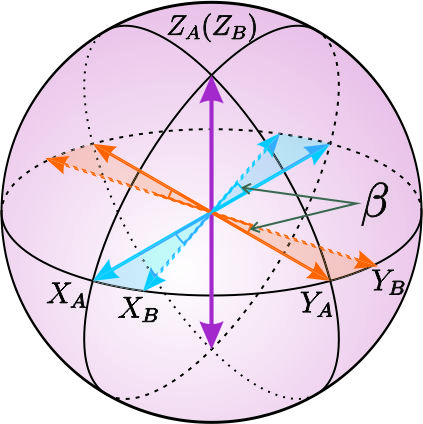 Z_A(Z_B)
β
X_A
X_B
Y_A
Y_B